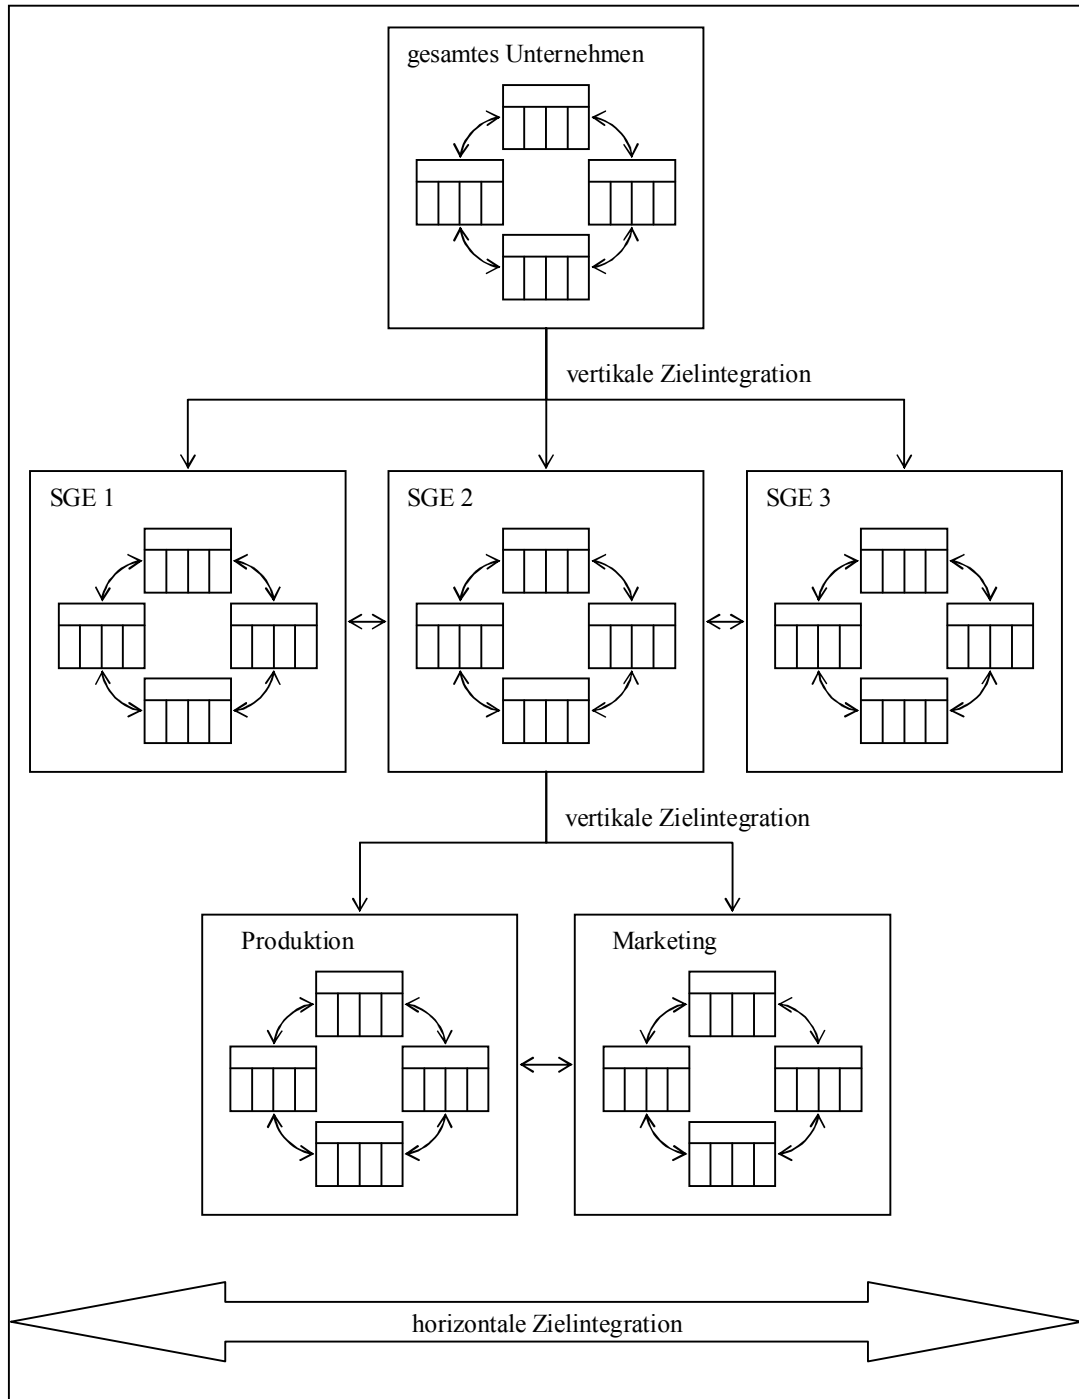 gesamtes Unternehmen
vertikale Zielintegration
SGE 1
SGE 2
SGE 3
vertikale Zielintegration
Produktion
Marketing
horizontale Zielintegration